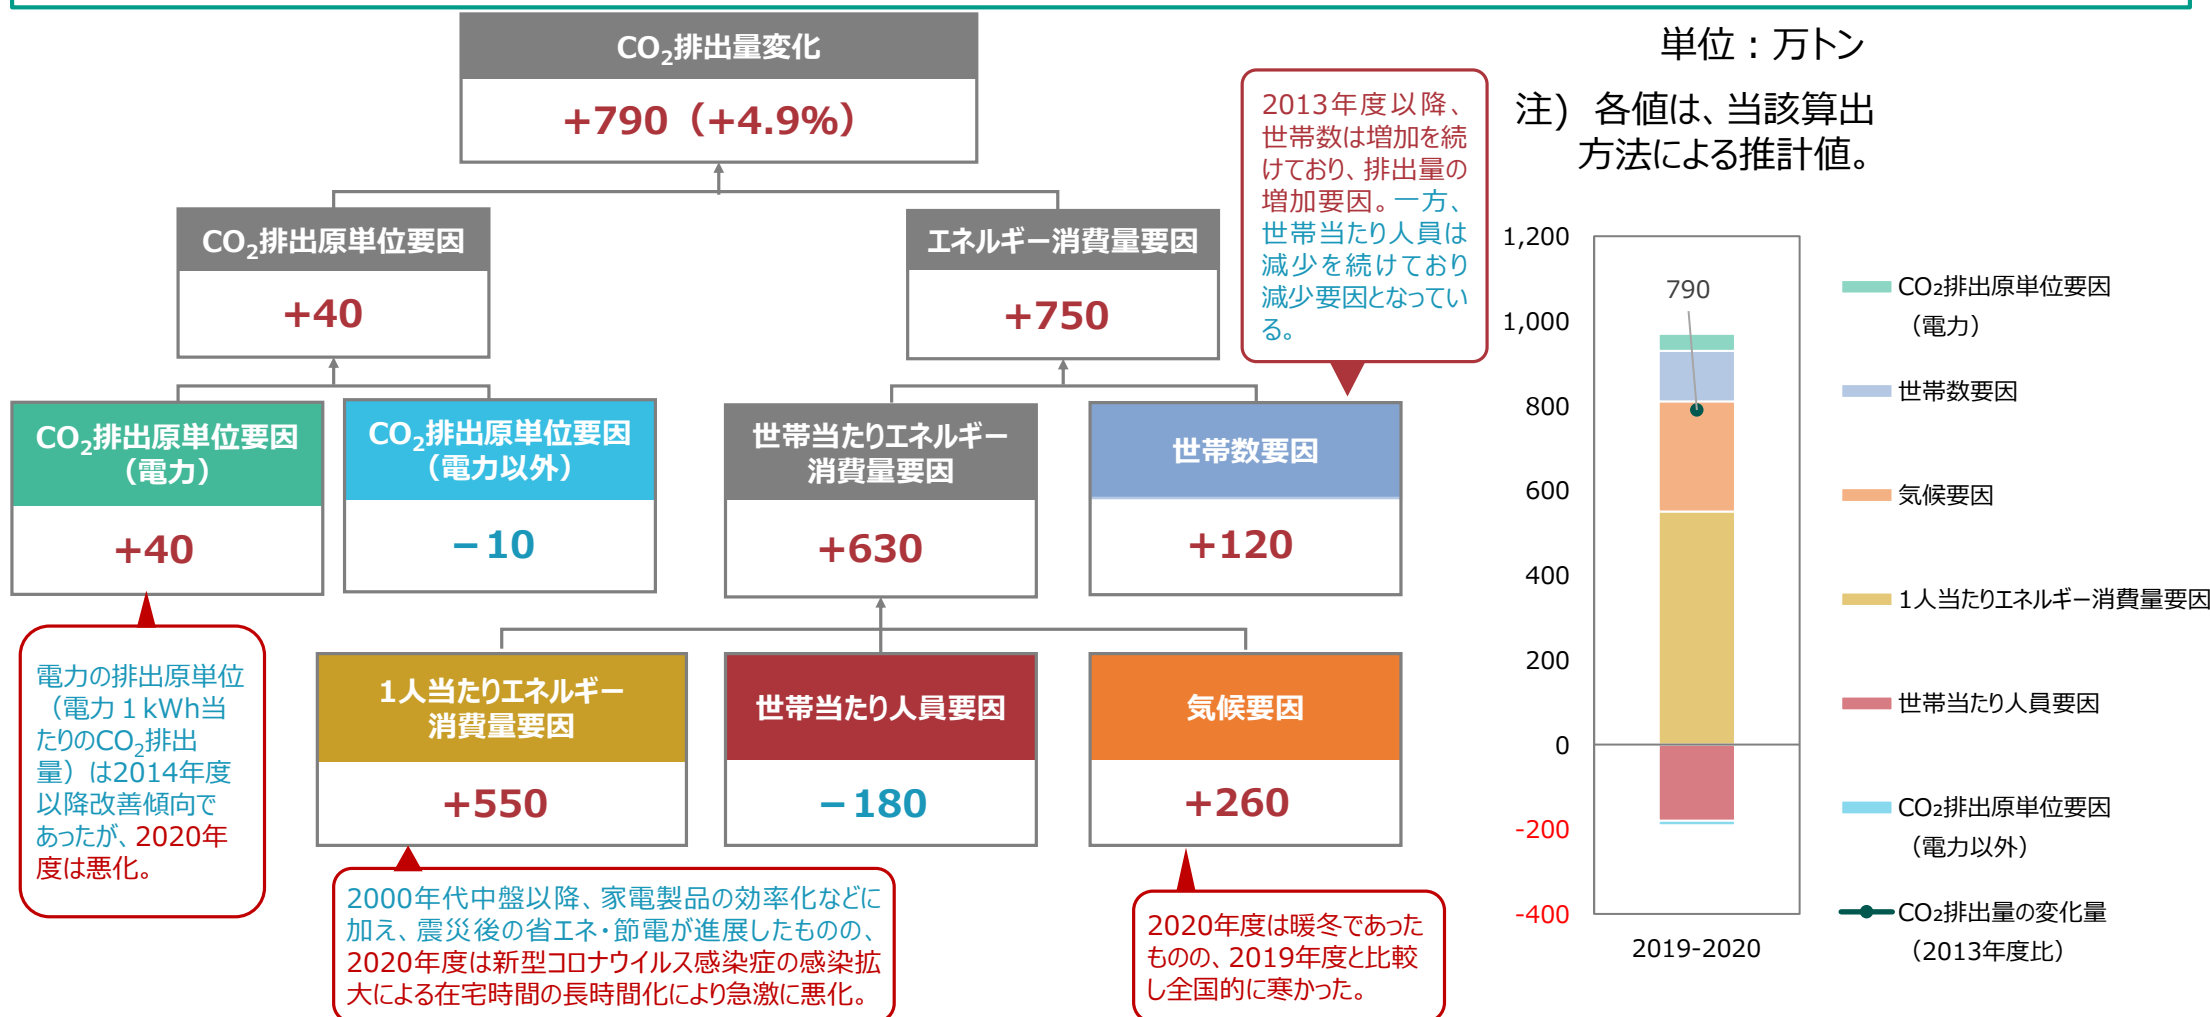 CO₂排出量変化
+790（+4.9%）
単位：万トン
注）各値は、当該算出
方法による推計値。
2013年度以降、
世帯数は増加を続
けており、排出量の
増加要因。一方、
世帯当たり人員は
減少を続けており
減少要因となってい
る。
CO₂排出原単位要因
+40
エネルギー消費量要因
+750
CO₂排出原単位要因
（電力）
+40
CO₂排出原単位要因
（電力以外）
－10
世帯当たりエネルギー
消費量要因
+630
世帯数要因
+120
電力の排出原単位
（電力１kWh当
たりのCO₂排出
量）は2014年度
以降改善傾向で
あったが、2020年
度は悪化。
1人当たりエネルギー
消費量要因
+550
世帯当たり人員要因
－180
気候要因
+260
2000年代中盤以降、家電製品の効率化などに
加え、震災後の省エネ・節電が進展したものの、
2020年度は新型コロナウイルス感染症の感染拡
大による在宅時間の長時間化により急激に悪化。
2020年度は暖冬であった
ものの、2019年度と比較
し全国的に寒かった。
1,200
1,000
800
600
400
200
0
-200
-400
790
2019-2020
CO₂排出原単位要因
（電力）
世帯数要因
気候要因
1人当たりエネルギー消費量要因
世帯当たり人員要因
CO₂排出原単位要因
（電力以外）
CO₂排出量の変化量
（2013年度比）